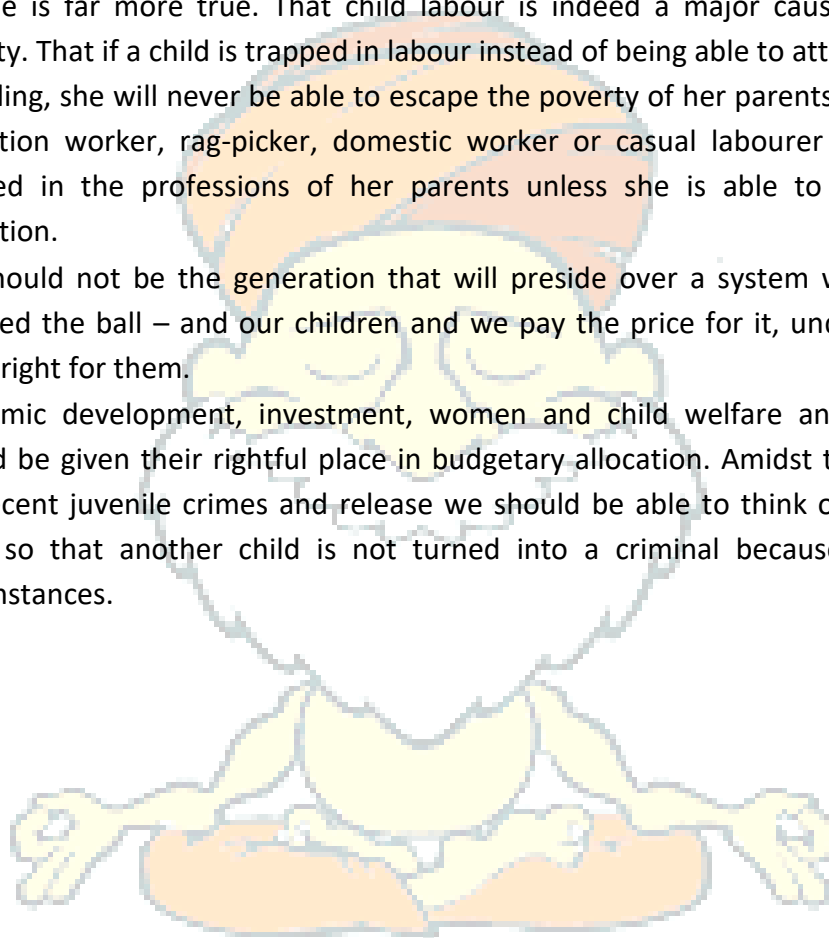 e is far more true. That child labour is indeed a major caus
ty. That if a child is trapped in labour instead of being able to att
ling, she will never be able to escape the poverty of her parents
tion worker, rag-picker, domestic worker or casual labourer
ed in the professions of her parents unless she is able to
tion.
hould not be the generation that will preside over a system w
ed the ball – and our children and we pay the price for it, un
right for them.
mic development, investment, women and child welfare an
d be given their rightful place in budgetary allocation. Amidst t
cent juvenile crimes and release we should be able to think o
so that another child is not turned into a criminal because
nstances.